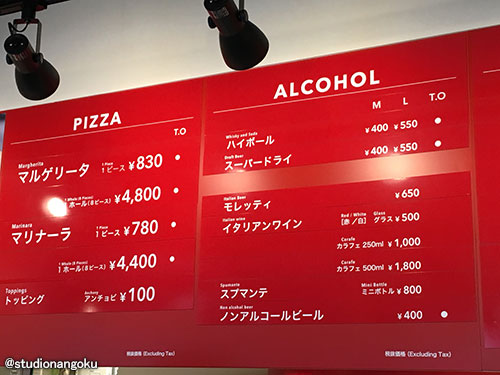 PIZZA
T.O
Margherita
マルゲリータ
1 Piece
1ピース ¥830 ●
1 Whole (8 Pieces)
1ホール(8ピース) ¥4,800 ●
Marinara
マリナーラ
1 Piece
1ピース ¥780 ●
1 Whole (8 Pieces)
1ホール(8ピース) ¥4,400 ●
Toppings
トッピング
Anchovy
アンチョビ ¥100
税抜価格 (Excluding Tax)
ALCOHOL
M L T.O
Whisky and Soda
ハイボール ¥400 ¥550 ●
Draft Beer
スーパードライ ¥400 ¥550 ●
Italian Beer
モレッティ ¥650
Italian wine
イタリアンワイン
Red / White
[赤 / 白]
Glass
グラス ¥500
Carafe
カラフェ 250ml ¥1,000
Carafe
カラフェ 500ml ¥1,800
Spumante
スプマンテ
Mini Bottle
ミニボトル ¥800
Non alcohol beer
ノンアルコールビール ¥400 ●
税抜価格 (Excluding Tax)
@studionangoku